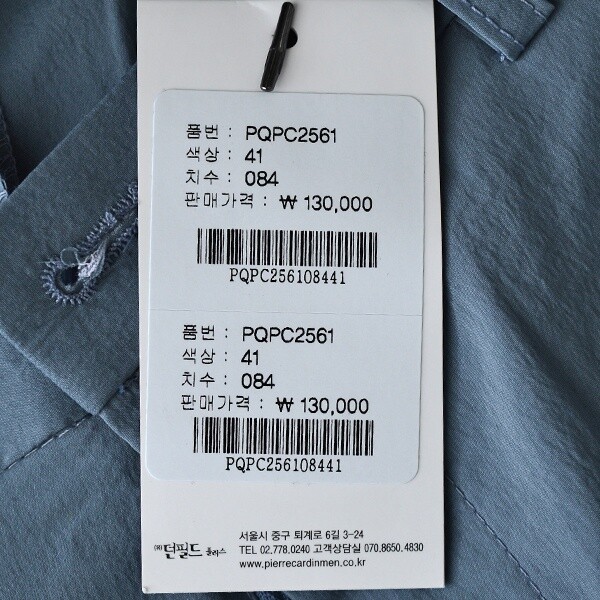 품번 : PQPC2561
색상 : 41
치수 : 084
판매가격 : ₩ 130,000
PQPC256108441
품번 : PQPC2561
색상 : 41
치수 : 084
판매가격 : ₩ 130,000
PQPC256108441
㈜던필드 플러스
서울시 중구 퇴계로 6길 3-24
TEL 02.778.0240 고객상담실 070.8650.4830
www.pierrecardinmen.co.kr